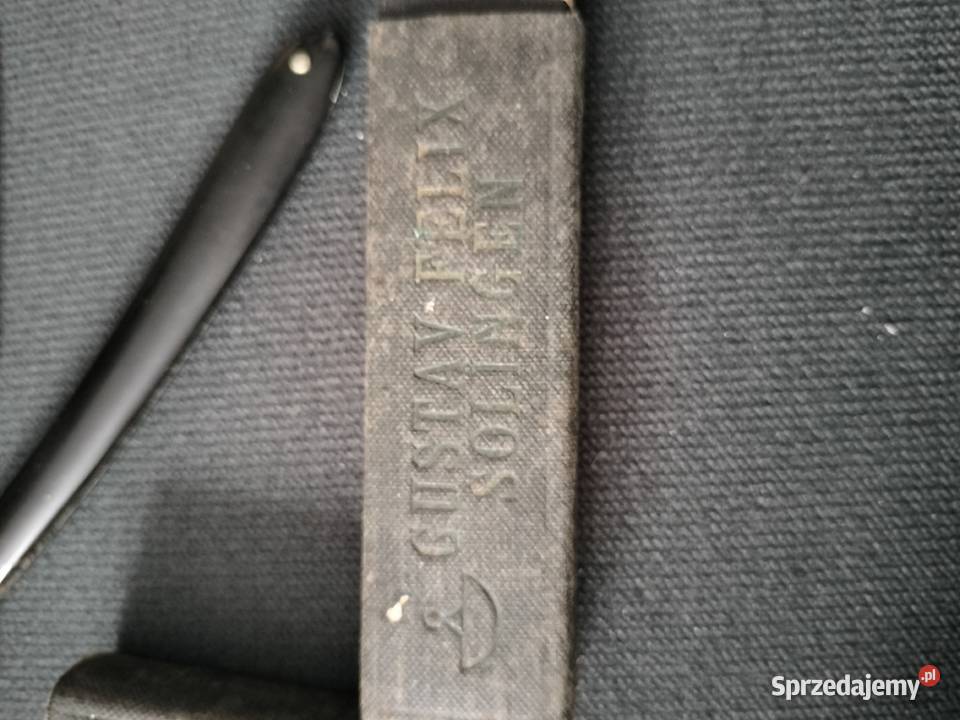 GUSTAV FELIX
SOLINGEN
Sprzedajemy.pl